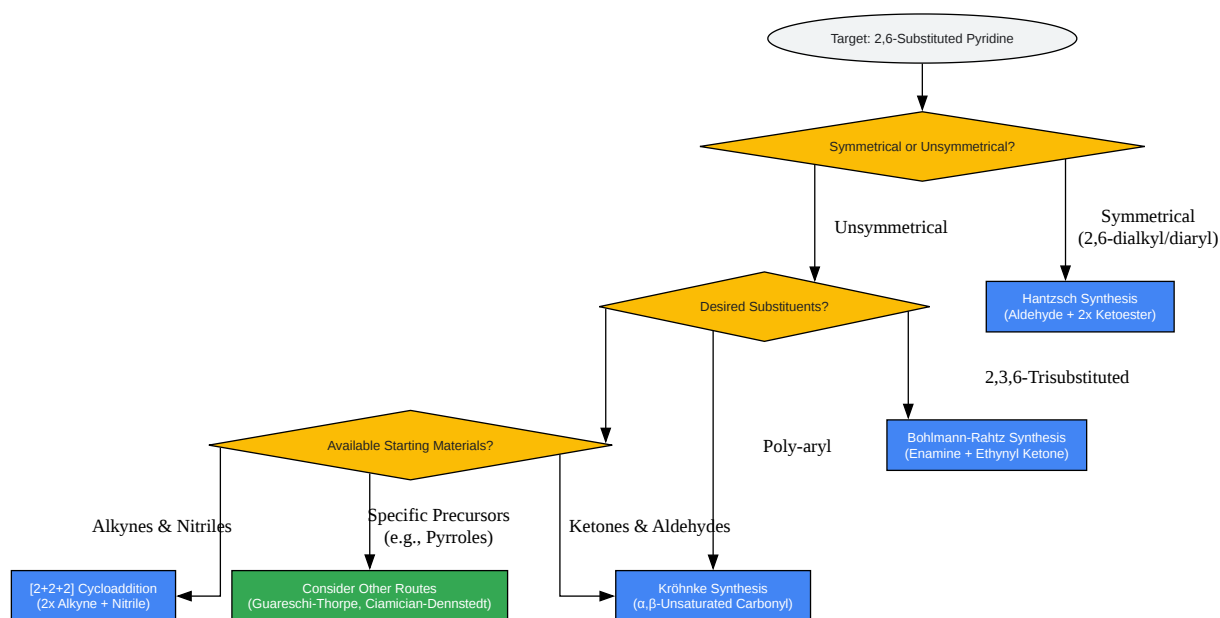 Target: 2,6-Substituted Pyridine
Symmetrical or Unsymmetrical?
Unsymmetrical
Symmetrical
(2,6-dialkyl/diaryl)
Desired Substituents?
Hantzsch Synthesis
(Aldehyde + 2x Ketoester)
2,3,6-Trisubstituted
Available Starting Materials?
Poly-aryl
Bohlmann-Rahtz Synthesis
(Enamine + Ethynyl Ketone)
Alkynes & Nitriles
Specific Precursors
(e.g., Pyrroles)
Ketones & Aldehydes
[2+2+2] Cycloaddition
(2x Alkyne + Nitrile)
Consider Other Routes
(Guareschi-Thorpe, Ciamician-Dennstedt)
Kröhnke Synthesis
(α,β-Unsaturated Carbonyl)